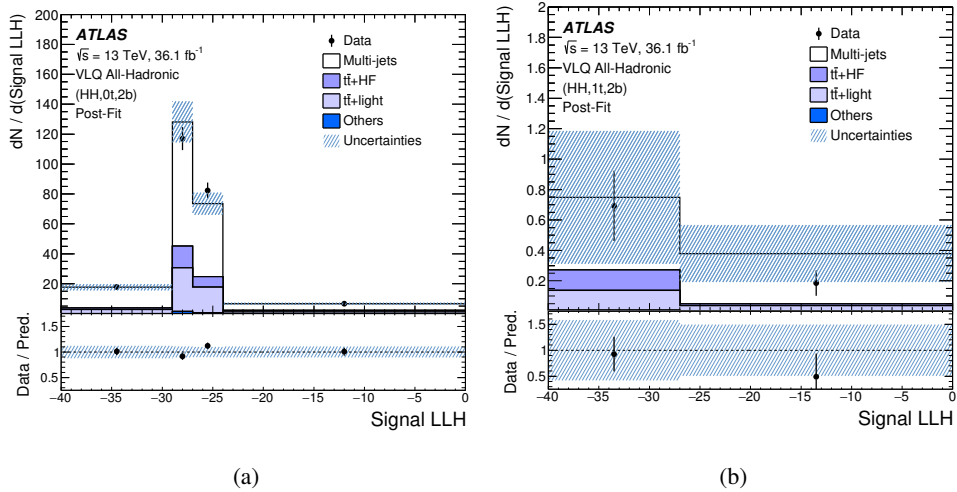 dN / d(Signal LLH)
200
180
160
140
120
100
80
60
40
20
ATLAS
√s = 13 TeV, 36.1 fb⁻¹
VLQ All-Hadronic
(HH,0t,2b)
Post-Fit
Data
Multi-jets
tt̄+HF
tt̄+light
Others
Uncertainties
Data / Pred.
1.5
1
0.5
−40 −35 −30 −25 −20 −15 −10 −5 0
Signal LLH
(a)
dN / d(Signal LLH)
2
1.8
1.6
1.4
1.2
1
0.8
0.6
0.4
0.2
ATLAS
√s = 13 TeV, 36.1 fb⁻¹
VLQ All-Hadronic
(HH,1t,2b)
Post-Fit
Data
Multi-jets
tt̄+HF
tt̄+light
Others
Uncertainties
Data / Pred.
1.5
1
0.5
−40 −35 −30 −25 −20 −15 −10 −5 0
Signal LLH
(b)